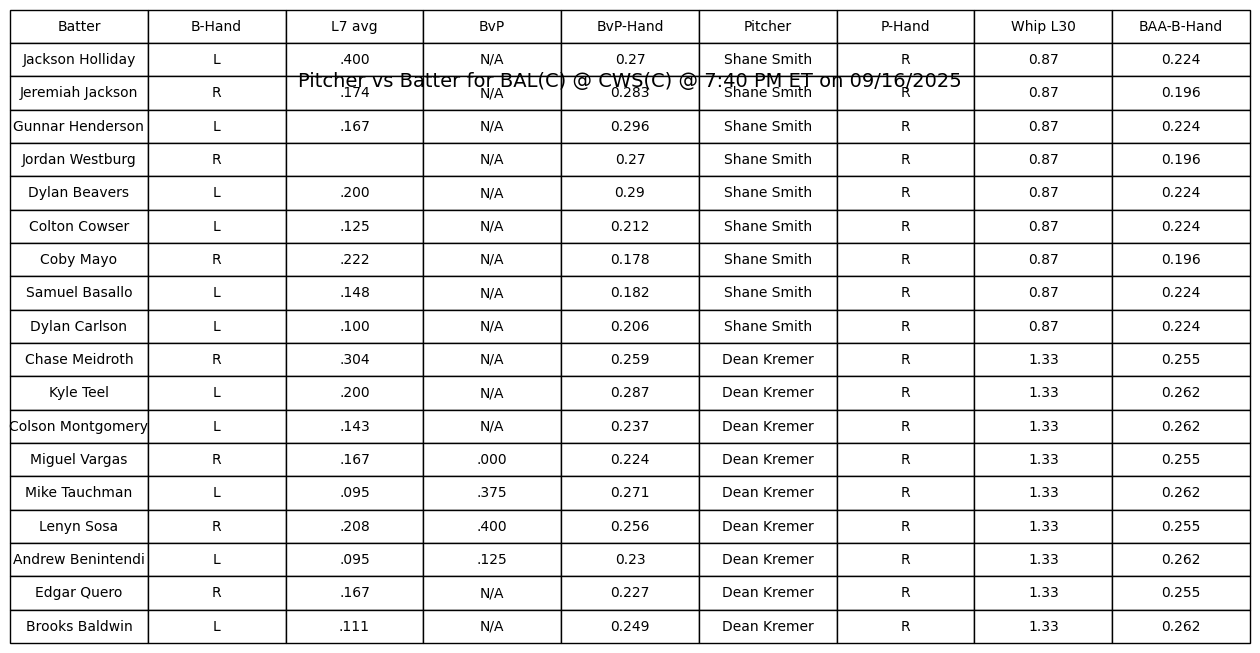 Batter B-Hand L7 avg BvP BvP-Hand Pitcher P-Hand Whip L30 BAA-B-Hand
Jackson Holliday L .400 N/A 0.27 Shane Smith R 0.87 0.224
Pitcher vs Batter for BAL(C) @ CWS(C) @ 7:40 PM ET on 09/16/2025
Jeremiah Jackson R .174 N/A 0.283 Shane Smith R 0.87 0.196
Gunnar Henderson L .167 N/A 0.296 Shane Smith R 0.87 0.224
Jordan Westburg R N/A 0.27 Shane Smith R 0.87 0.196
Dylan Beavers L .200 N/A 0.29 Shane Smith R 0.87 0.224
Colton Cowser L .125 N/A 0.212 Shane Smith R 0.87 0.224
Coby Mayo R .222 N/A 0.178 Shane Smith R 0.87 0.196
Samuel Basallo L .148 N/A 0.182 Shane Smith R 0.87 0.224
Dylan Carlson L .100 N/A 0.206 Shane Smith R 0.87 0.224
Chase Meidroth R .304 N/A 0.259 Dean Kremer R 1.33 0.255
Kyle Teel L .200 N/A 0.287 Dean Kremer R 1.33 0.262
Colson Montgomery L .143 N/A 0.237 Dean Kremer R 1.33 0.262
Miguel Vargas R .167 .000 0.224 Dean Kremer R 1.33 0.255
Mike Tauchman L .095 .375 0.271 Dean Kremer R 1.33 0.262
Lenyn Sosa R .208 .400 0.256 Dean Kremer R 1.33 0.255
Andrew Benintendi L .095 .125 0.23 Dean Kremer R 1.33 0.262
Edgar Quero R .167 N/A 0.227 Dean Kremer R 1.33 0.255
Brooks Baldwin L .111 N/A 0.249 Dean Kremer R 1.33 0.262